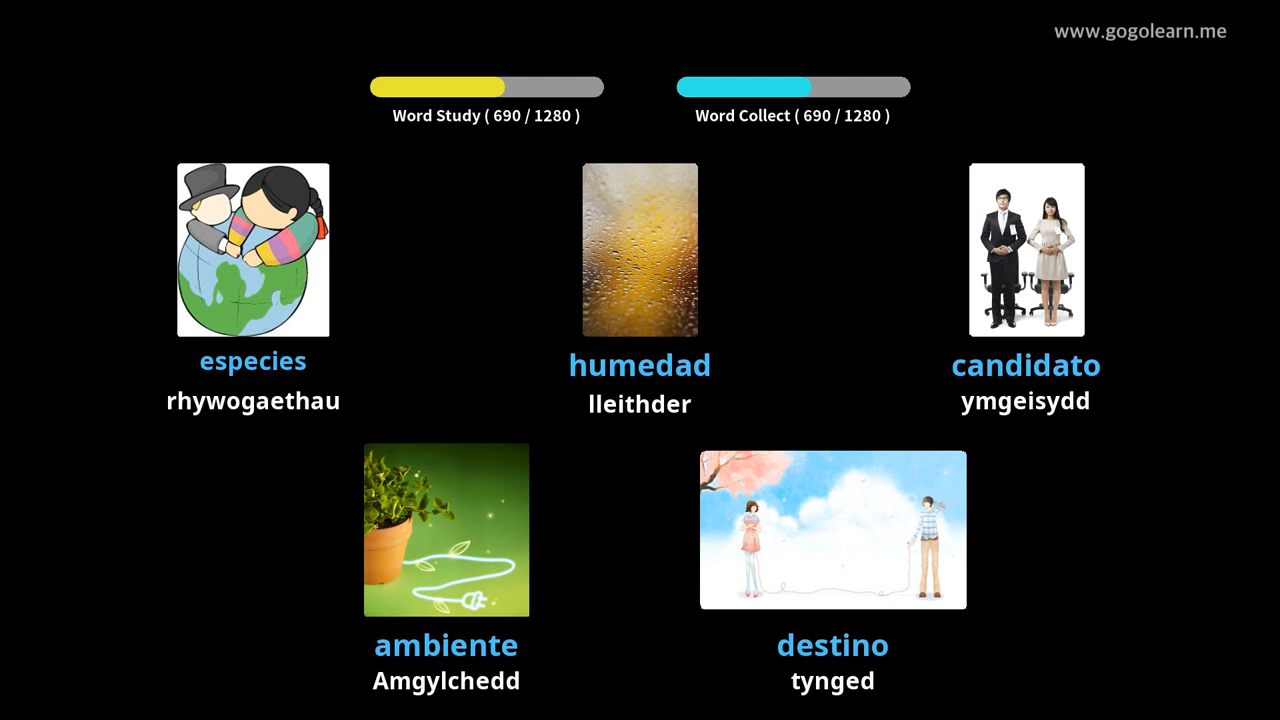 www.gogolearn.me
Word Study ( 690 / 1280 )
Word Collect ( 690 / 1280 )
especies
rhywogaethau
humedad
lleithder
candidato
ymgeisydd
ambiente
Amgylchedd
destino
tynged